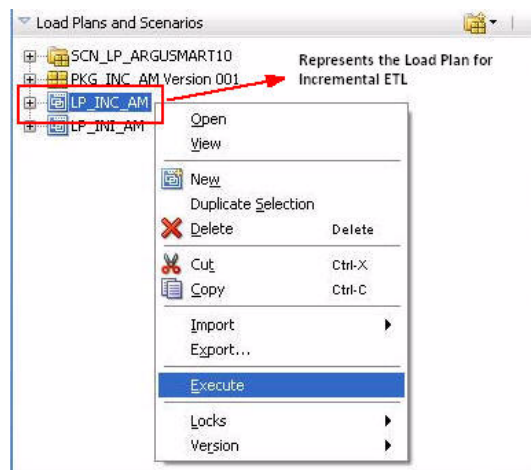 Load Plans and Scenarios
SCN_LP_ARGUSMART10
PKG_INC_AM Version 001
LP_INC_AM
LP_INI_AM
Represents the Load Plan for
Incremental ETL
Open
View
New
Duplicate Selection
Delete Delete
Cut Ctrl-X
Copy Ctrl-C
Import
Export...
Execute
Locks
Version